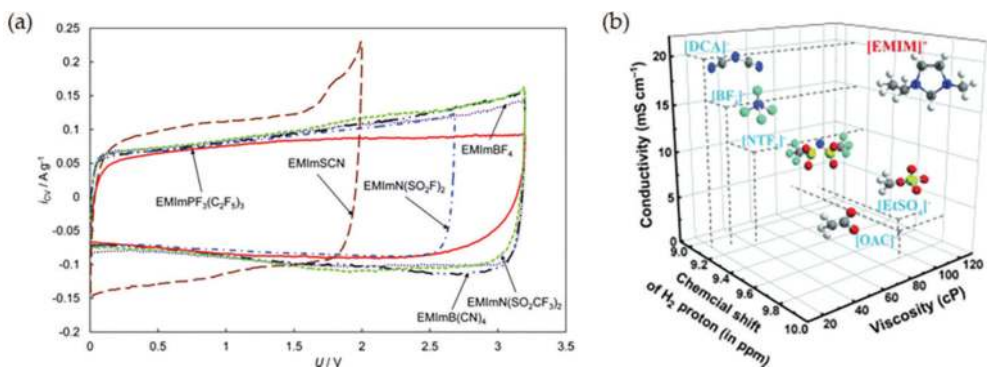 (a)
0.25
0.2
0.15
0.1
0.05
0
-0.05
-0.1
-0.15
-0.2
i_CV / A g⁻¹
0
0.5
1
1.5
2
2.5
3
3.5
U / V
EMImSCN
EMImBF₄
EMImN(SO₂F)₂
EMImPF₃(C₂F₅)₃
EMImN(SO₂CF₃)₂
EMImB(CN)₄
(b)
Conductivity (mS cm⁻¹)
20
15
10
5
0
[DCA]⁻
[EMIM]⁺
[BF₄]⁻
[NTF₂]⁻
[EtSO₄]⁻
[OAC]⁻
9.0
9.2
9.4
9.6
9.8
10.0
Chemcial shift
of H₂ proton (in ppm)
20
40
60
80
100
120
Viscosity (cP)